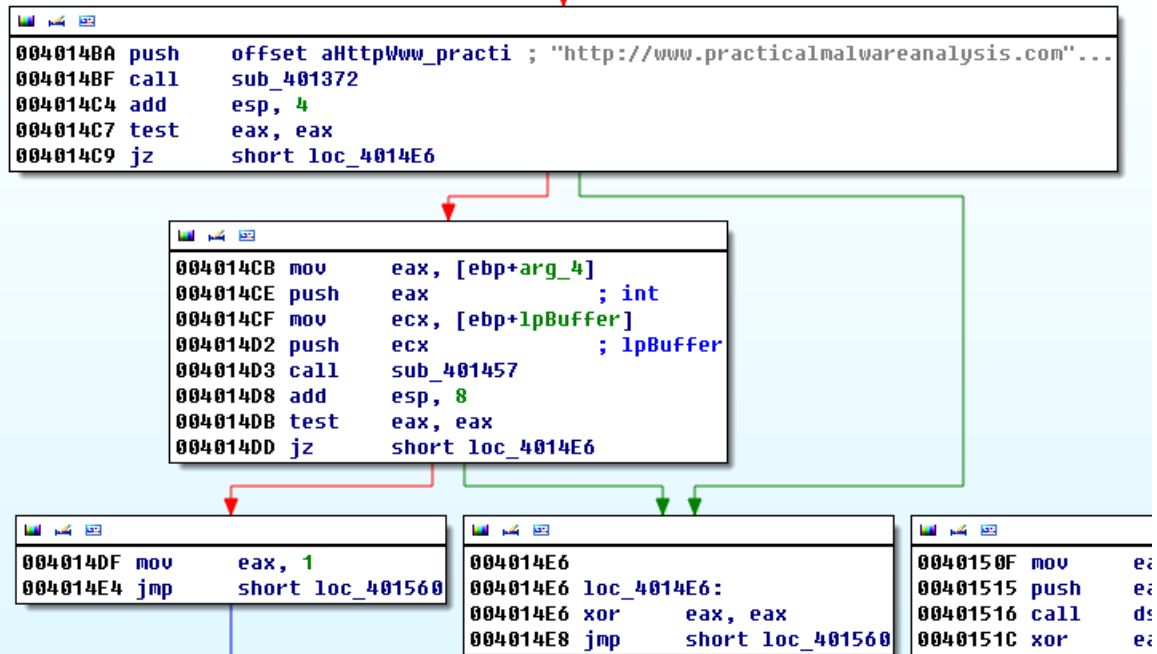 004014BA push offset aHttpWww_practi ; "http://www.practicalmalwareanalysis.com"...
004014BF call sub_401372
004014C4 add esp, 4
004014C7 test eax, eax
004014C9 jz short loc_4014E6
004014CB mov eax, [ebp+arg_4]
004014CE push eax ; int
004014CF mov ecx, [ebp+lpBuffer]
004014D2 push ecx ; lpBuffer
004014D3 call sub_401457
004014D8 add esp, 8
004014DB test eax, eax
004014DD jz short loc_4014E6
004014DF mov eax, 1
004014E4 jmp short loc_401560
004014E6
004014E6 loc_4014E6:
004014E6 xor eax, eax
004014E8 jmp short loc_401560
0040150F mov
00401515 push
00401516 call
0040151C xor